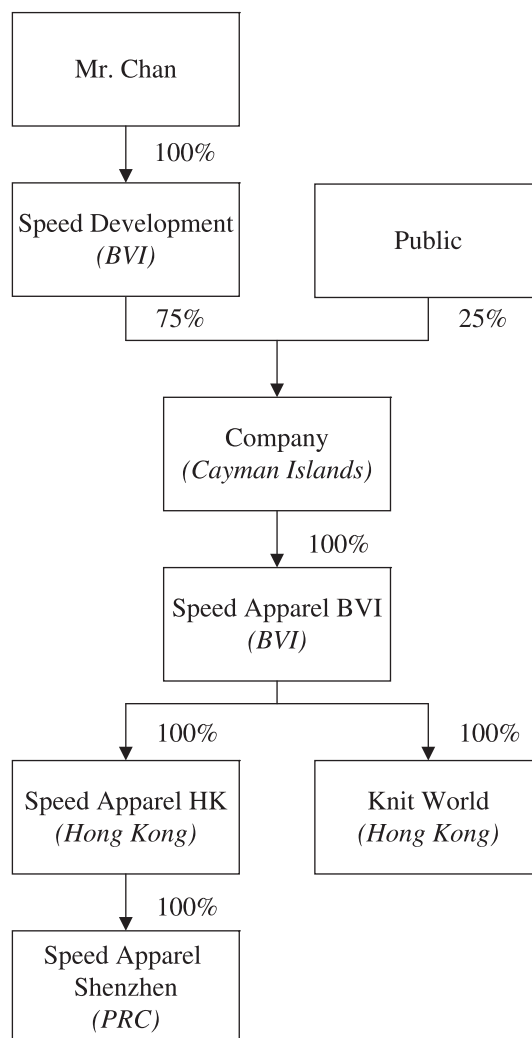 Mr. Chan
100%
Speed Development
(BVI)
Public
75%
25%
Company
(Cayman Islands)
100%
Speed Apparel BVI
(BVI)
100%
100%
Speed Apparel HK
(Hong Kong)
Knit World
(Hong Kong)
100%
Speed Apparel
Shenzhen
(PRC)